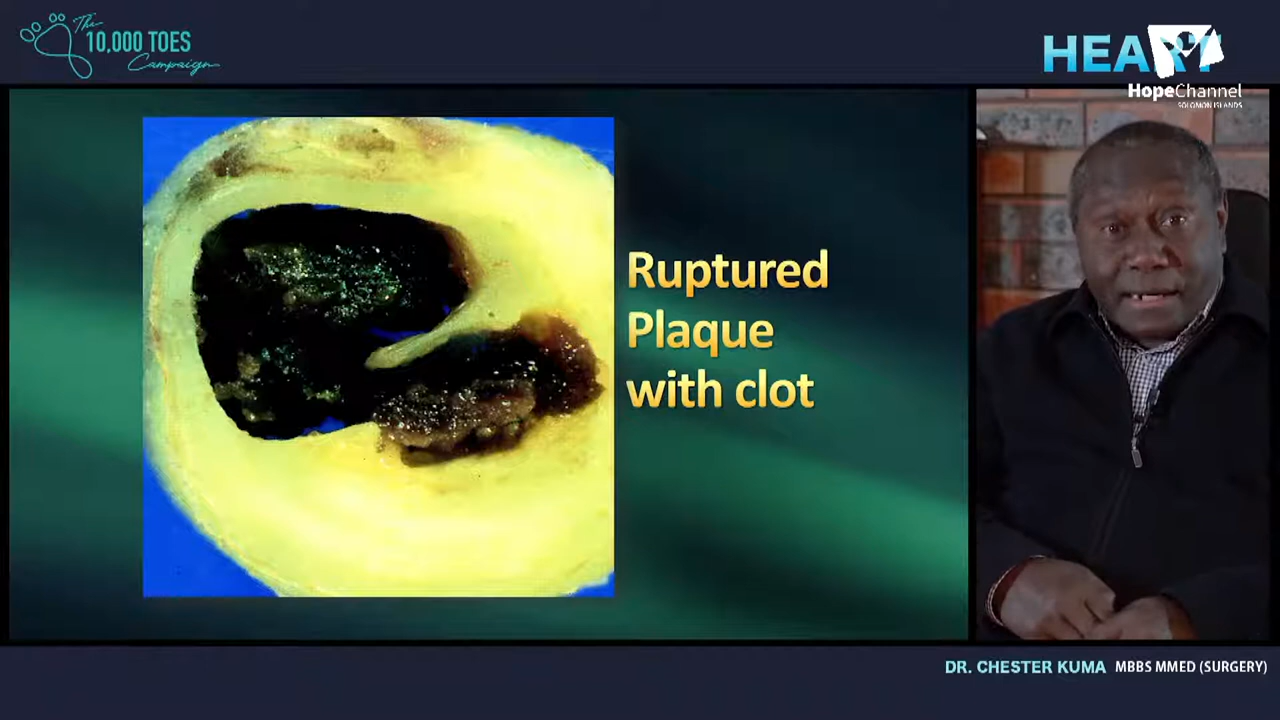 The
10,000 TOES
Campaign
HEART
HopeChannel
SOLOMON ISLANDS
Ruptured
Plaque
with clot
DR. CHESTER KUMA MBBS MMED (SURGERY)